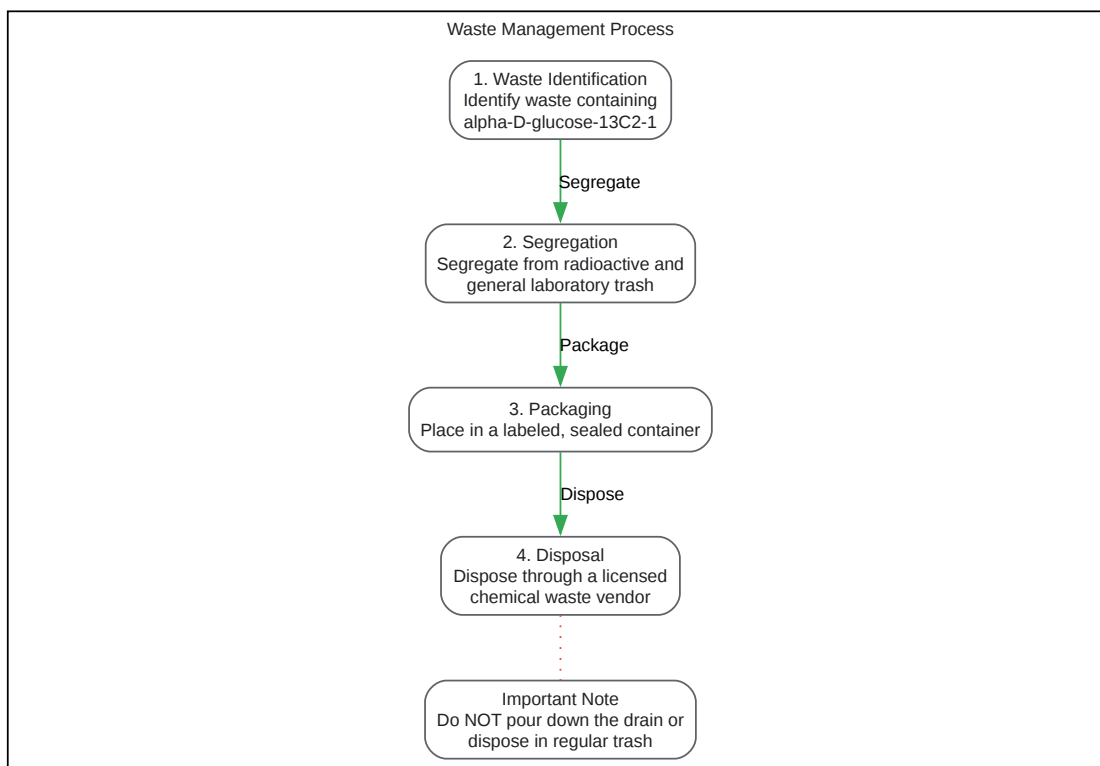 Waste Management Process
1. Waste Identification
Identify waste containing
alpha-D-glucose-13C2-1
Segregate
2. Segregation
Segregate from radioactive and
general laboratory trash
Package
3. Packaging
Place in a labeled, sealed container
Dispose
4. Disposal
Dispose through a licensed
chemical waste vendor
Important Note
Do NOT pour down the drain or
dispose in regular trash